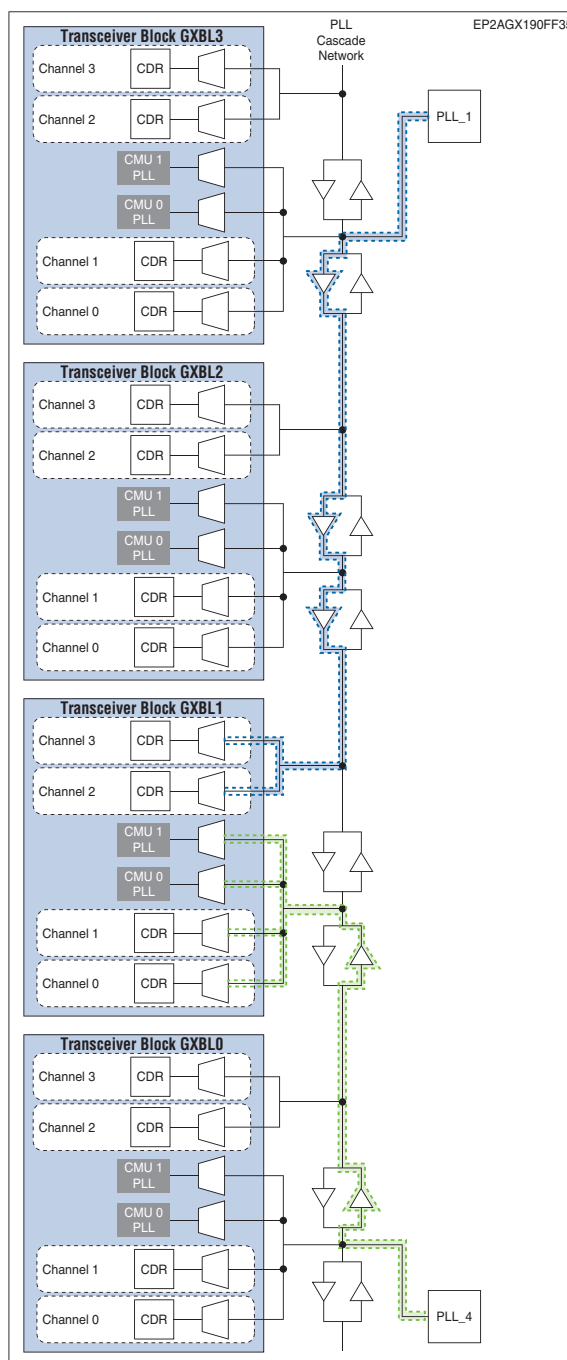 PLL
Cascade
Network
EP2AGX190FF35
PLL_1
Transceiver Block GXBL3
Channel 3
CDR
Channel 2
CDR
CMU 1
PLL
CMU 0
PLL
Channel 1
CDR
Channel 0
CDR
Transceiver Block GXBL2
Channel 3
CDR
Channel 2
CDR
CMU 1
PLL
CMU 0
PLL
Channel 1
CDR
Channel 0
CDR
Transceiver Block GXBL1
Channel 3
CDR
Channel 2
CDR
CMU 1
PLL
CMU 0
PLL
Channel 1
CDR
Channel 0
CDR
Transceiver Block GXBL0
Channel 3
CDR
Channel 2
CDR
CMU 1
PLL
CMU 0
PLL
Channel 1
CDR
Channel 0
CDR
PLL_4